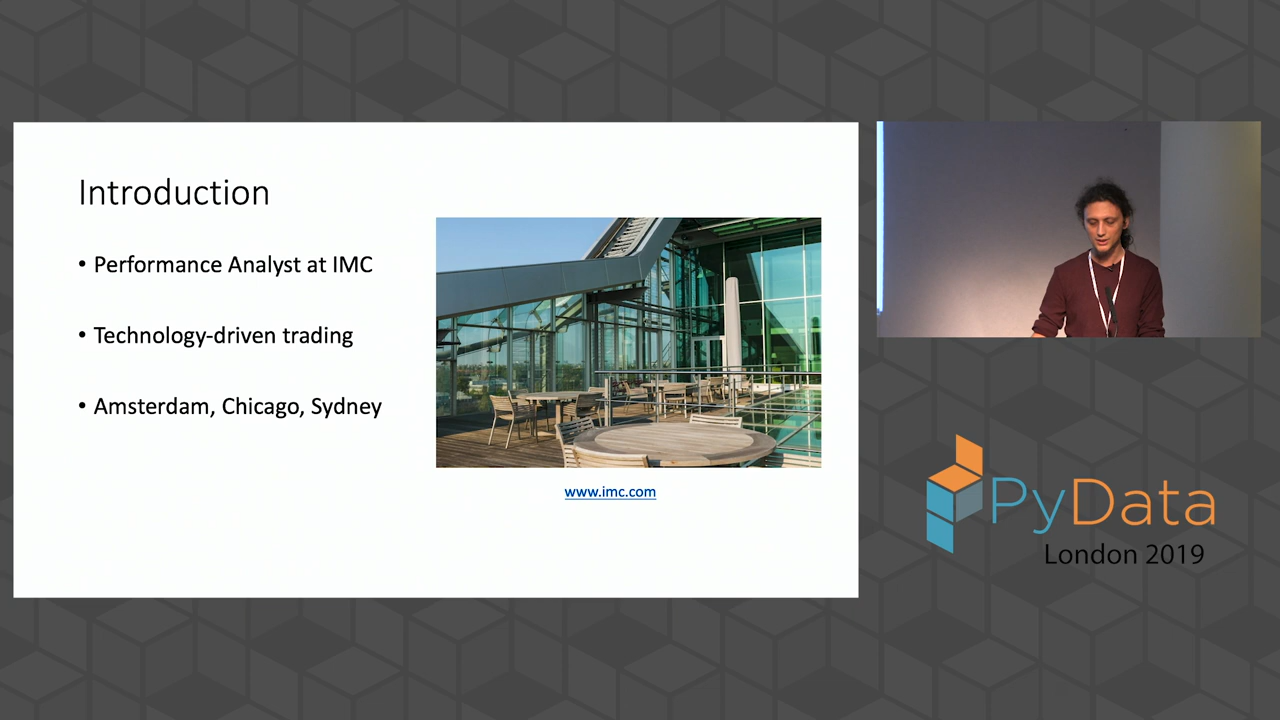 Introduction
• Performance Analyst at IMC
• Technology-driven trading
• Amsterdam, Chicago, Sydney
www.imc.com
PyData
London 2019